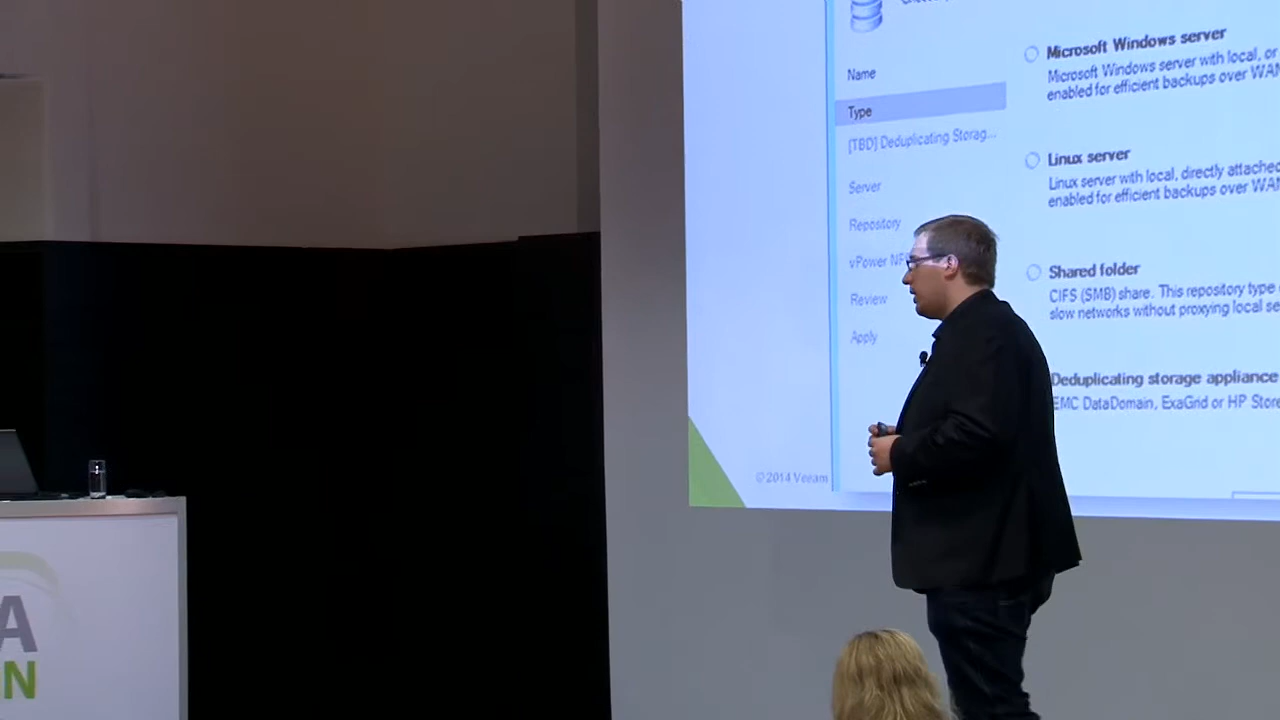 Name
Type
[TBD] Deduplicating Storag...
Server
Repository
vPower NF
Review
Apply
Microsoft Windows server
Microsoft Windows server with local, or
enabled for efficient backups over WAN
Linux server
Linux server with local, directly attached
enabled for efficient backups over WAN
Shared folder
CIFS (SMB) share. This repository type
slow networks without proxying local se
Deduplicating storage appliance
EMC DataDomain, ExaGrid or HP Store
© 2014 Veeam
A
N